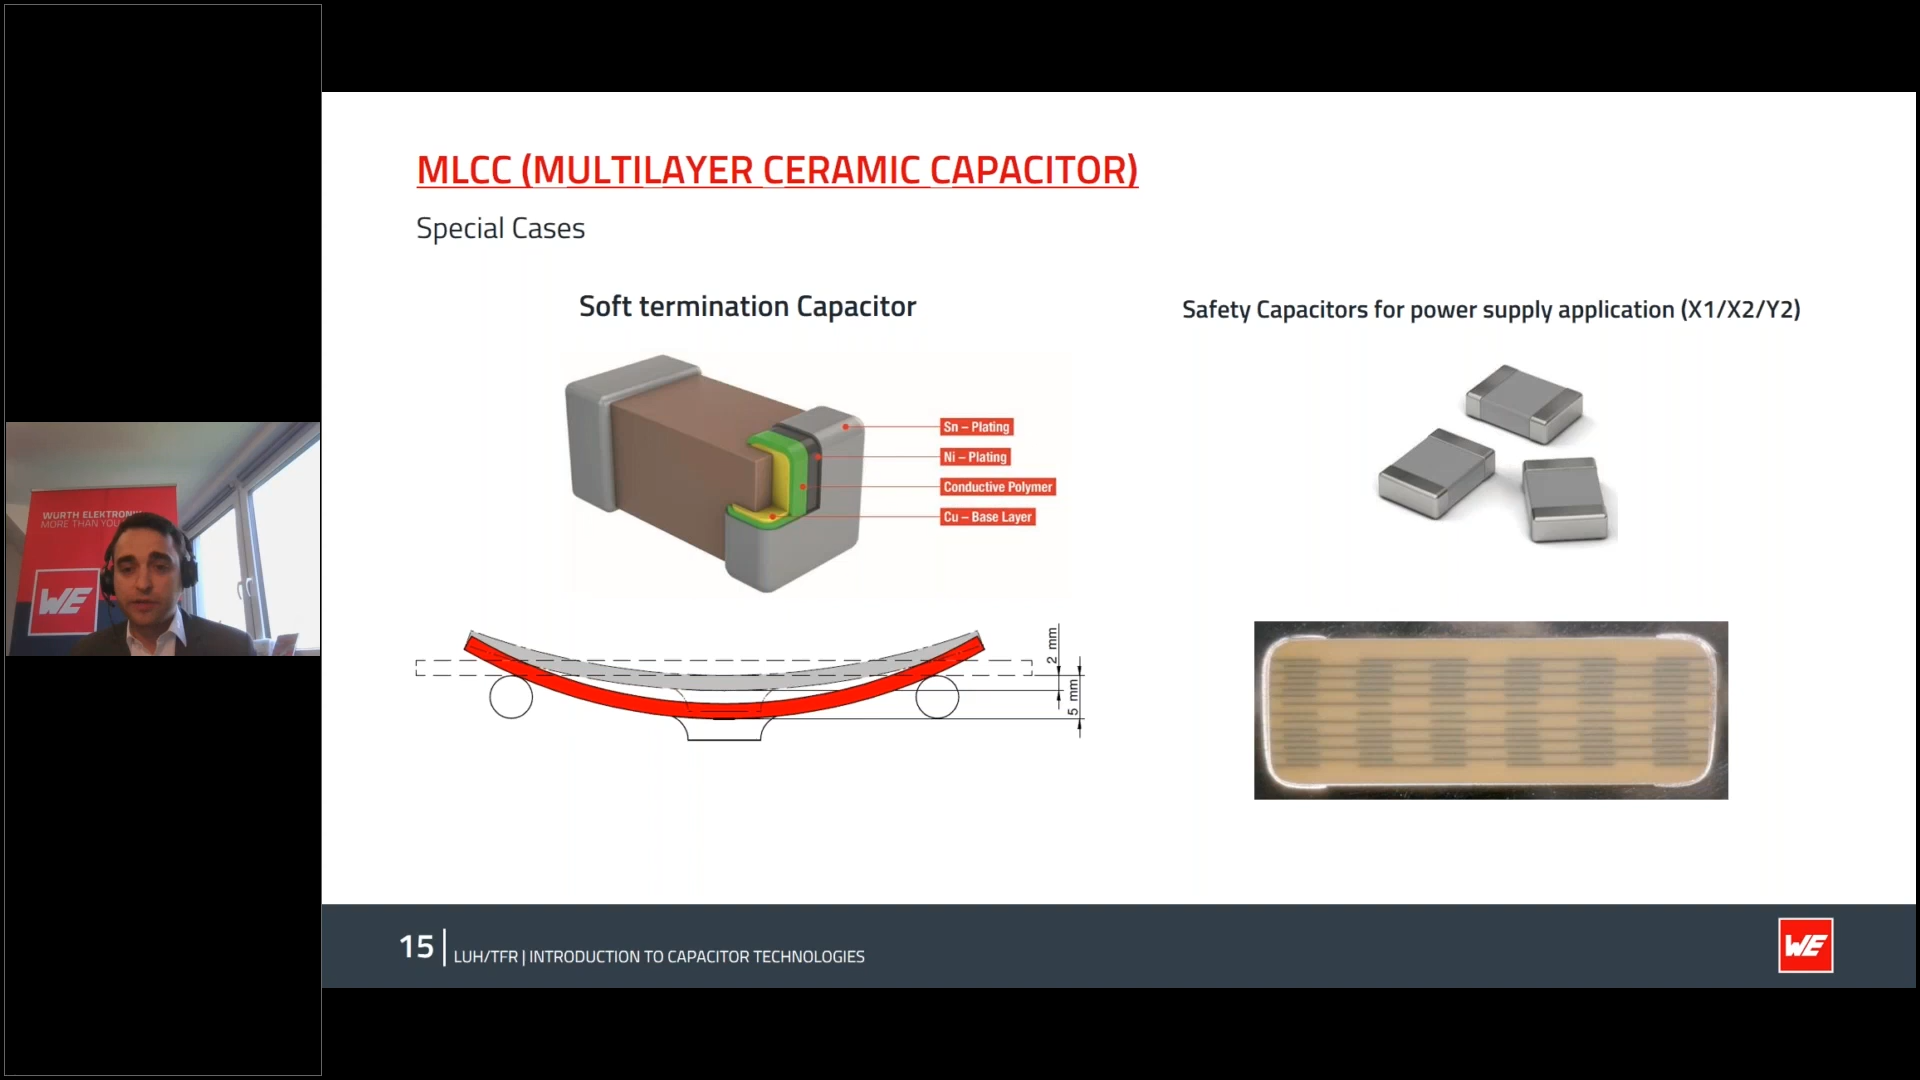 MLCC (MULTILAYER CERAMIC CAPACITOR)
Special Cases
Soft termination Capacitor
Sn – Plating
Ni – Plating
Conductive Polymer
Cu – Base Layer
2 mm
5 mm
Safety Capacitors for power supply application (X1/X2/Y2)
WURTH ELEKTRONIK
MORE THAN YOU
WE
15
LUH/TFR | INTRODUCTION TO CAPACITOR TECHNOLOGIES
WE